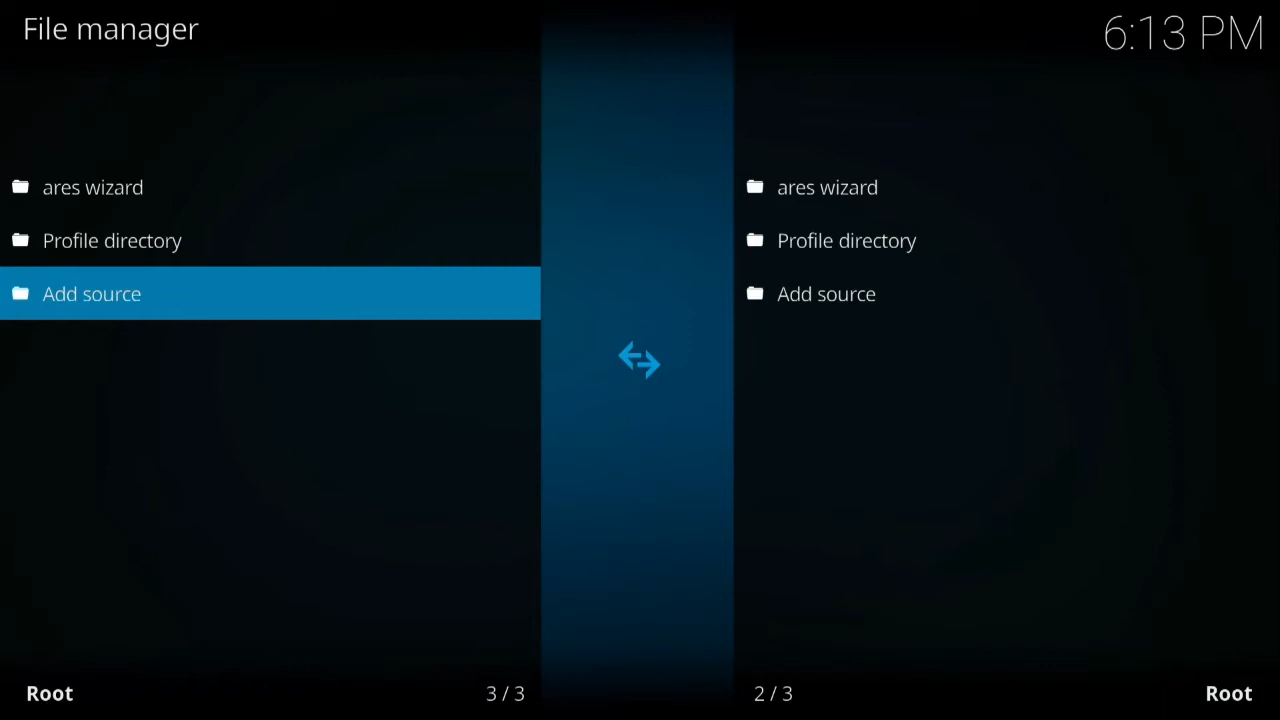 File manager
6:13 PM
ares wizard
Profile directory
Add source
ares wizard
Profile directory
Add source
Root
3 / 3
2 / 3
Root